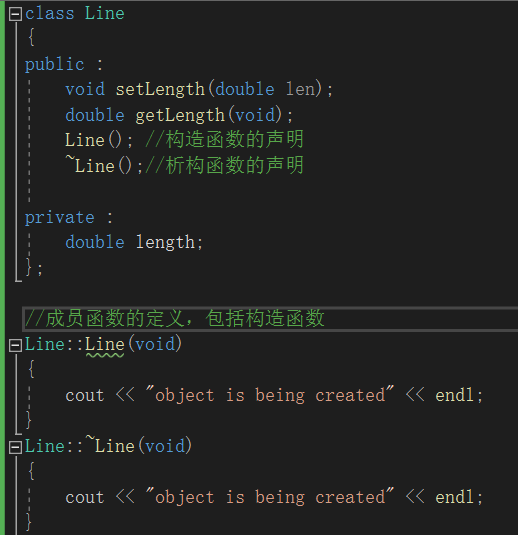 class Line
{
public :
void setLength(double len);
double getLength(void);
Line(); //构造函数的声明
~Line();//析构函数的声明
private :
double length;
};
//成员函数的定义，包括构造函数
Line::Line(void)
{
cout << "object is being created" << endl;
}
Line::~Line(void)
{
cout << "object is being created" << endl;
}